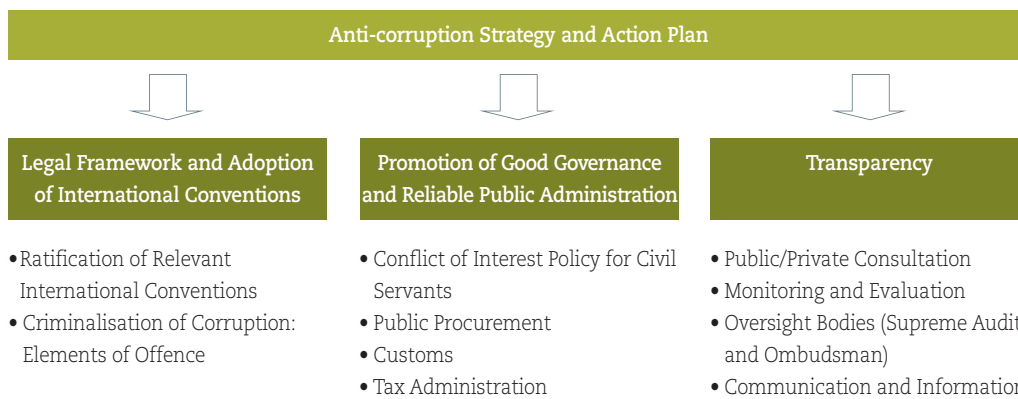 Anti-corruption Strategy and Action Plan
Legal Framework and Adoption
of International Conventions
• Ratification of Relevant
International Conventions
• Criminalisation of Corruption:
Elements of Offence
Promotion of Good Governance
and Reliable Public Administration
• Conflict of Interest Policy for Civil
Servants
• Public Procurement
• Customs
• Tax Administration
Transparency
• Public/Private Consultation
• Monitoring and Evaluation
• Oversight Bodies (Supreme Audit
and Ombudsman)
• Communication and Information